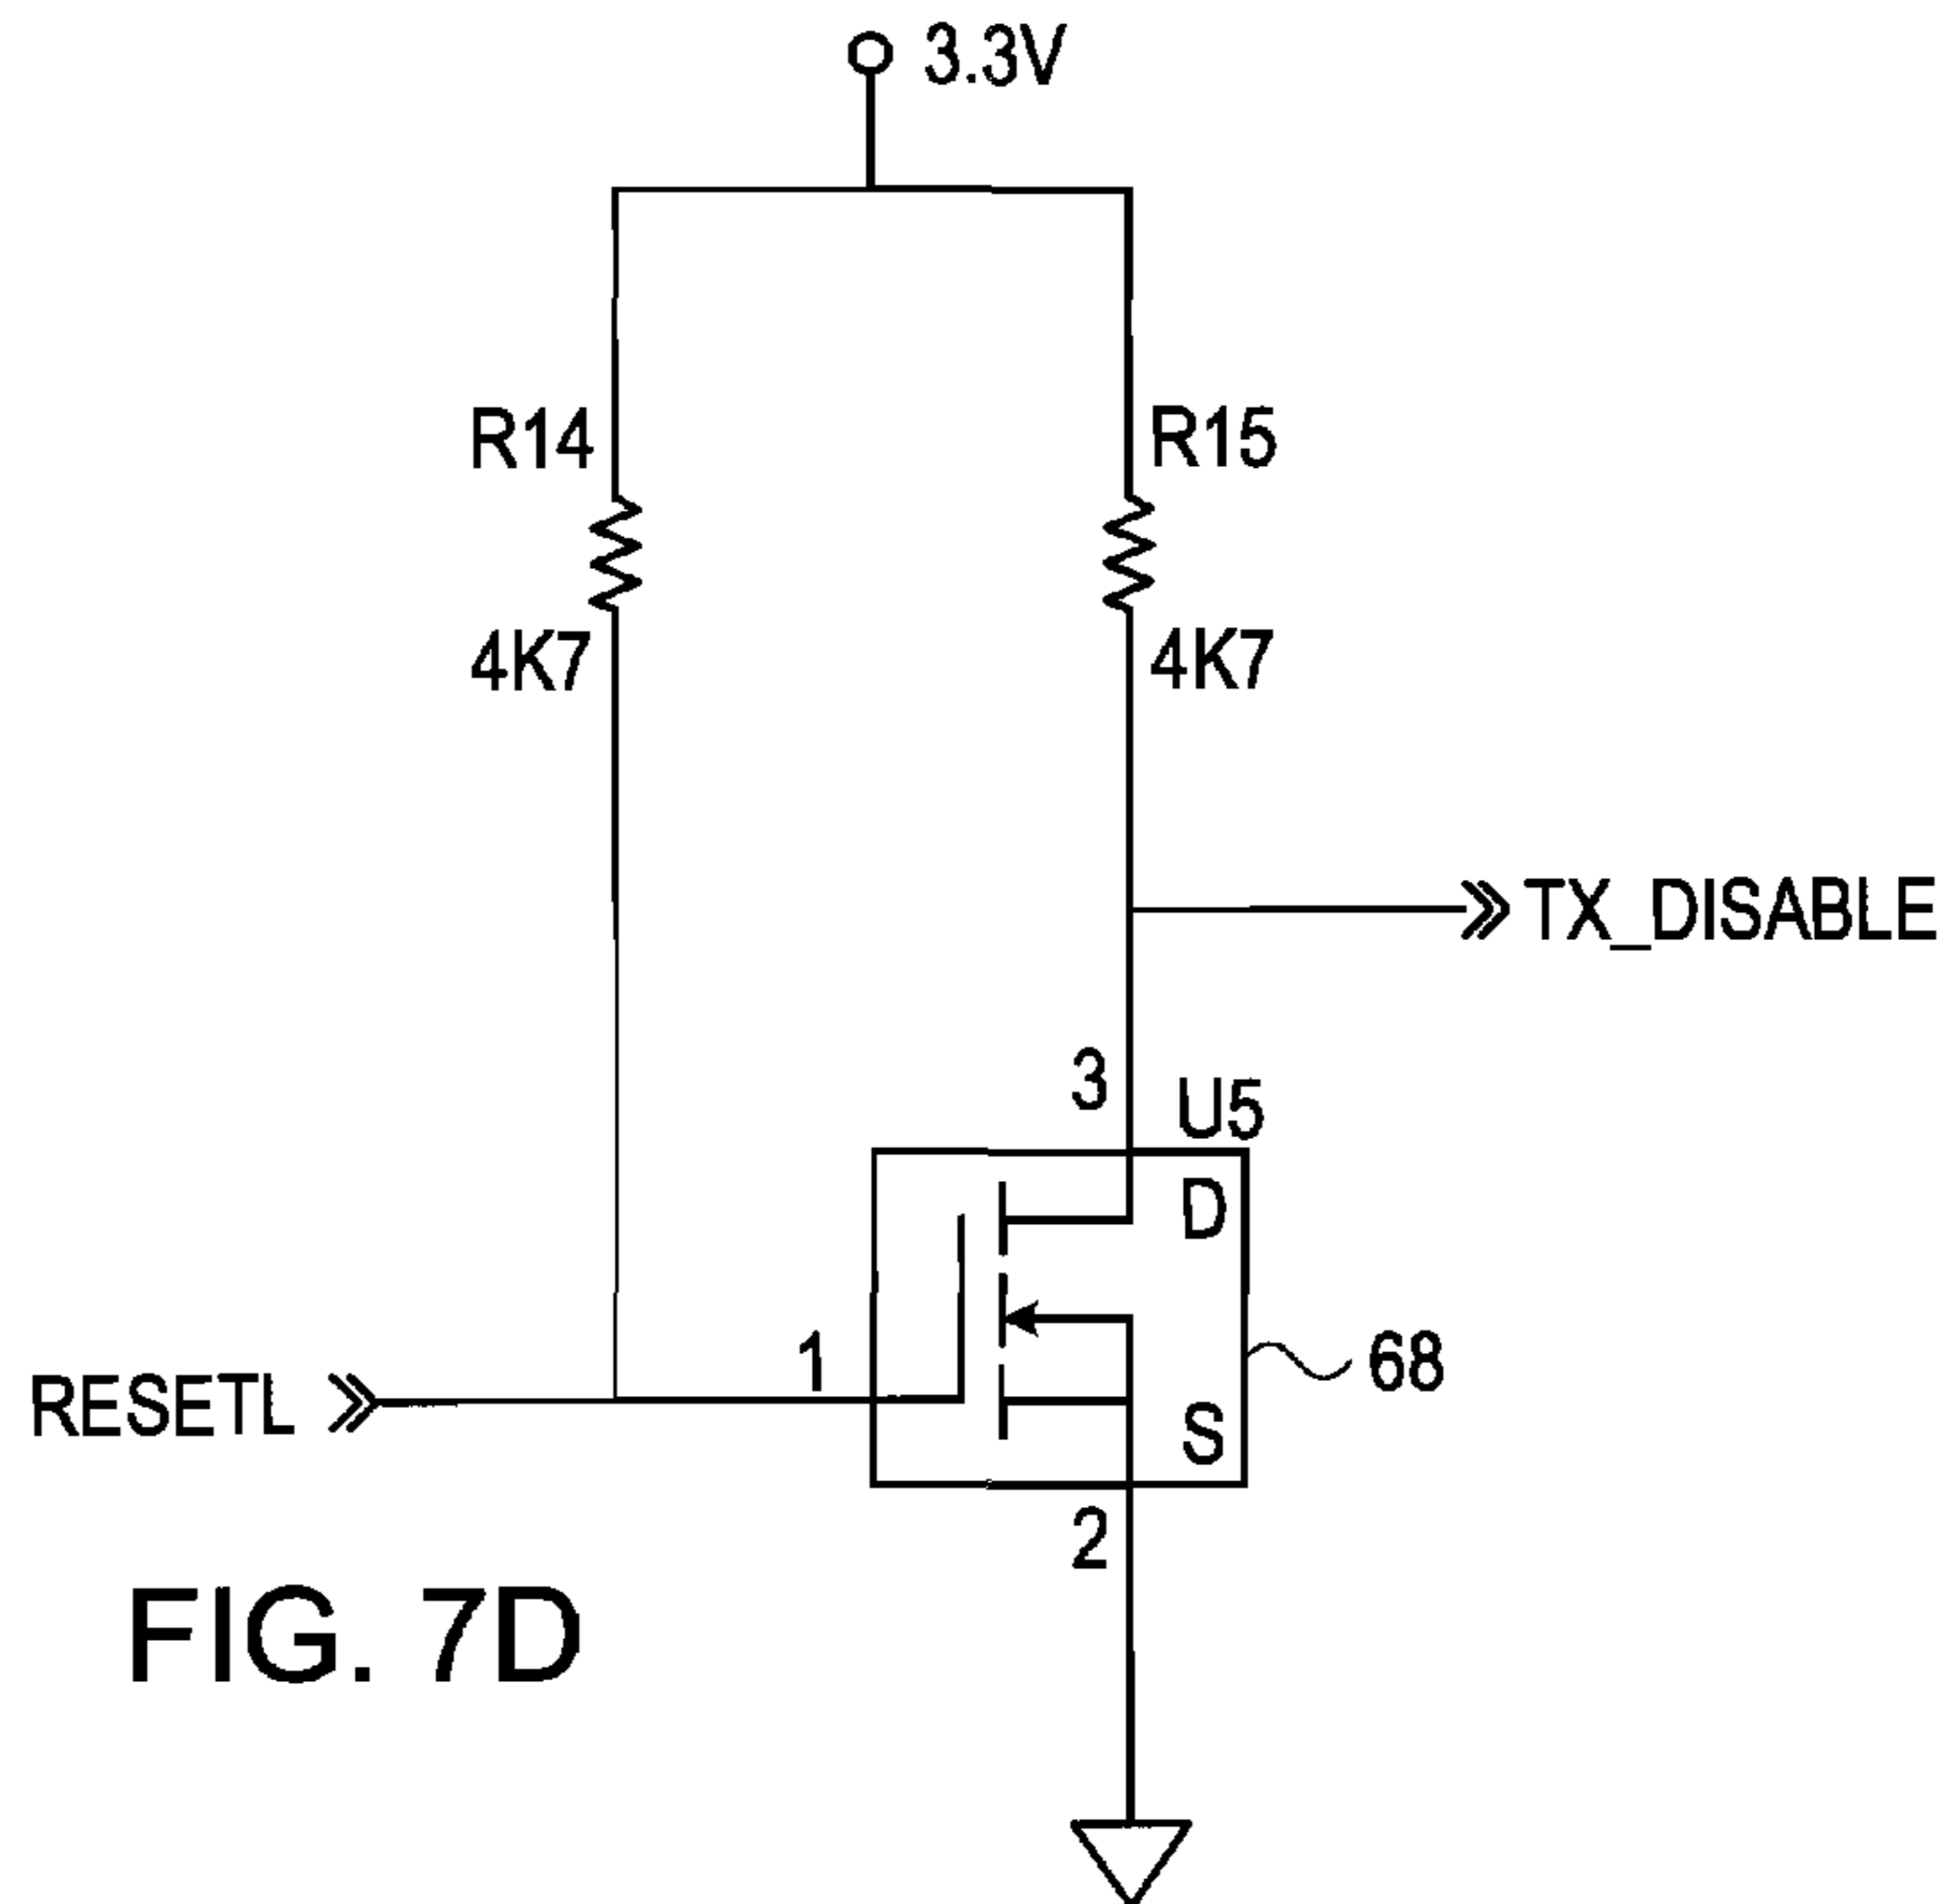 3.3V
R14
R15
4K7
4K7
TX_DISABLE
3
U5
D
1
68
RESETL
S
2
FIG. 7D